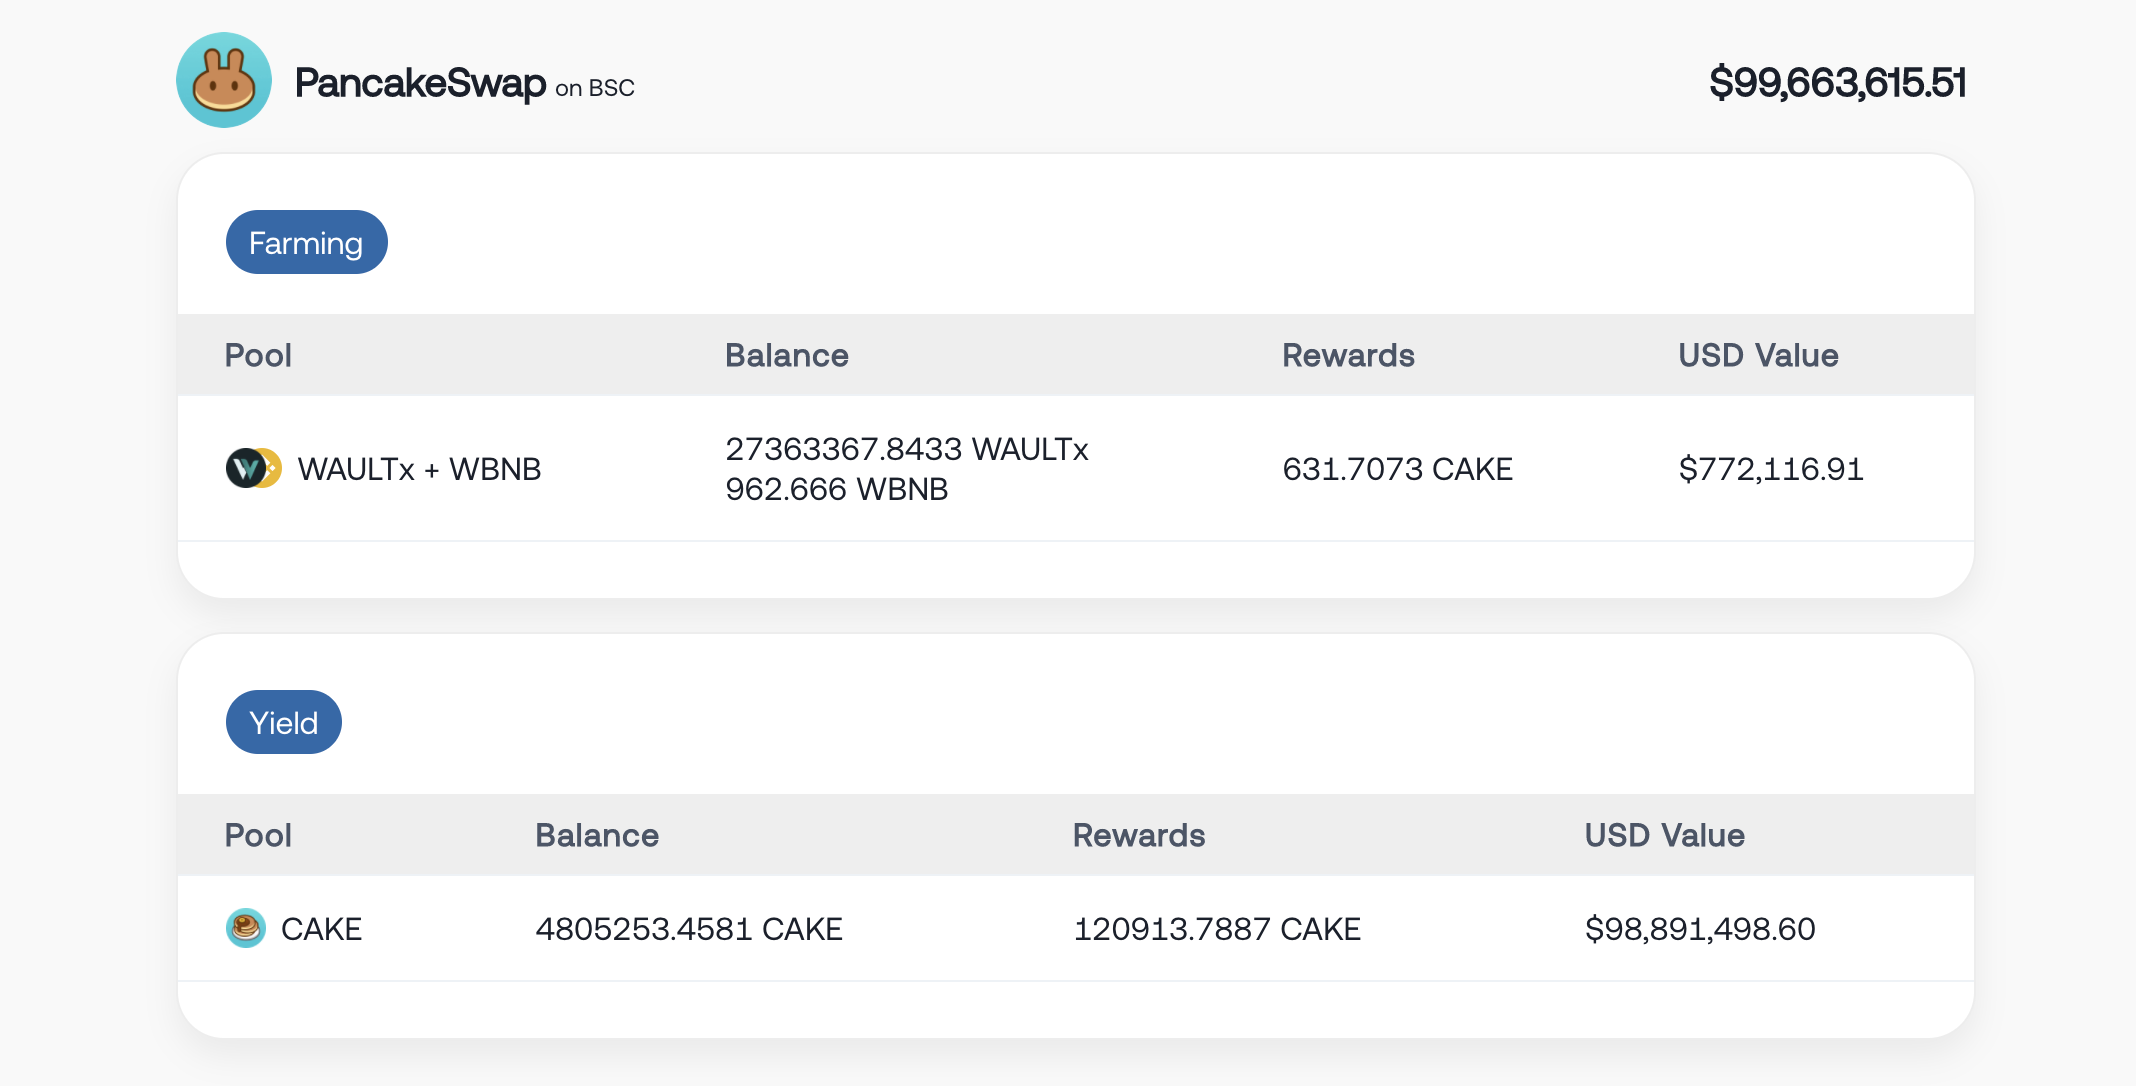 PancakeSwap on BSC
$99,663,615.51
Farming
Pool Balance Rewards USD Value
WAULTx + WBNB 27363367.8433 WAULTx 631.7073 CAKE $772,116.91
962.666 WBNB
Yield
Pool Balance Rewards USD Value
CAKE 4805253.4581 CAKE 120913.7887 CAKE $98,891,498.60